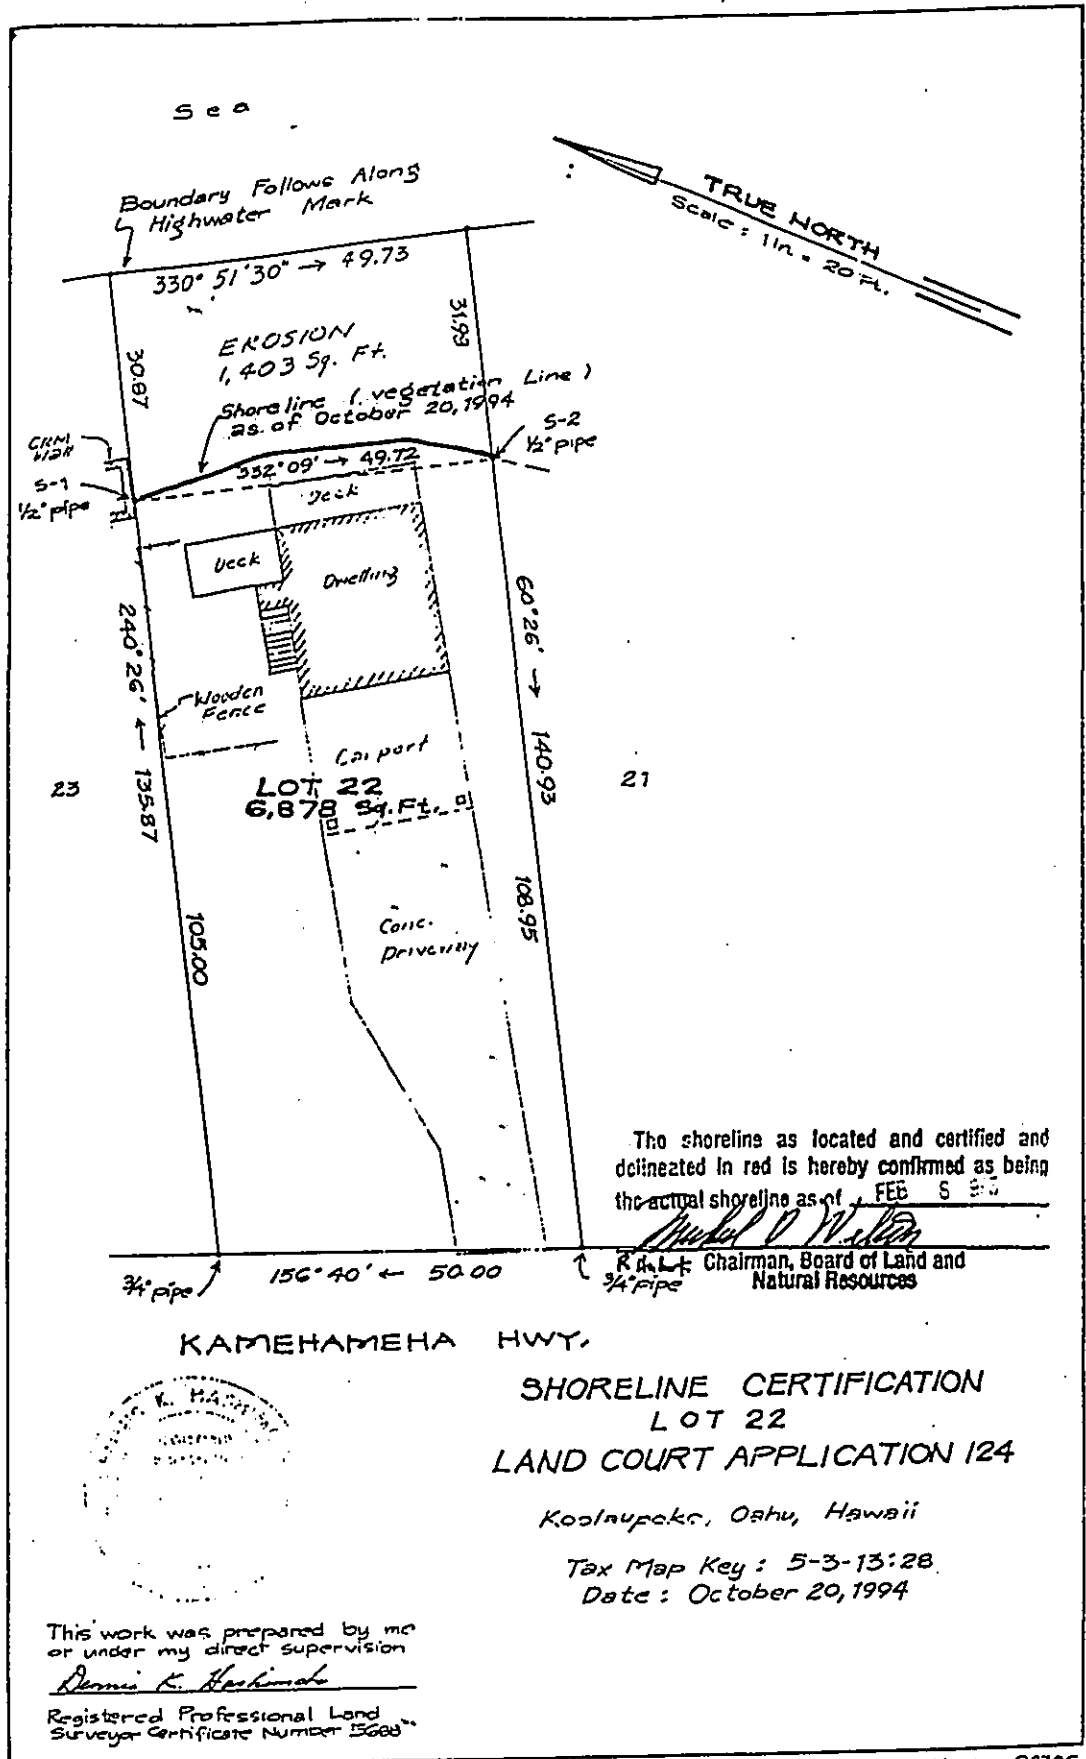 Sea
Boundary Follows Along
Highwater Mark
TRUE NORTH
Scale: 1 In. = 20 Ft.
330° 51' 30" → 49.73
EROSION
1,403 Sq. Ft.
30.87
Shoreline (vegetation Line)
as of October 20, 1994
CRM
Wall
S-1
1/2" pipe
S-2
1/2" pipe
332° 09' → 49.72
Deck
Deck
Dwelling
240° 26' ← 135.87
60° 26' → 140.93
Wooden
Fence
Carport
23
LOT 22
6,878 Sq. Ft.
21
105.00
108.95
Conc.
Driveway
The shoreline as located and certified and
delineated in red is hereby confirmed as being
the actual shoreline as of FEB
Chairman, Board of Land and
Natural Resources
3/4" pipe
156° 40' ← 50.00
3/4" pipe
KAMEHAMEHA HWY.
SHORELINE CERTIFICATION
LOT 22
LAND COURT APPLICATION 124
Koolaupoko, Oahu, Hawaii
Tax Map Key: 5-3-13:28
Date: October 20, 1994
This work was prepared by me
or under my direct supervision
Dennis K. Hashimoto
Registered Professional Land
Surveyor Certificate Number